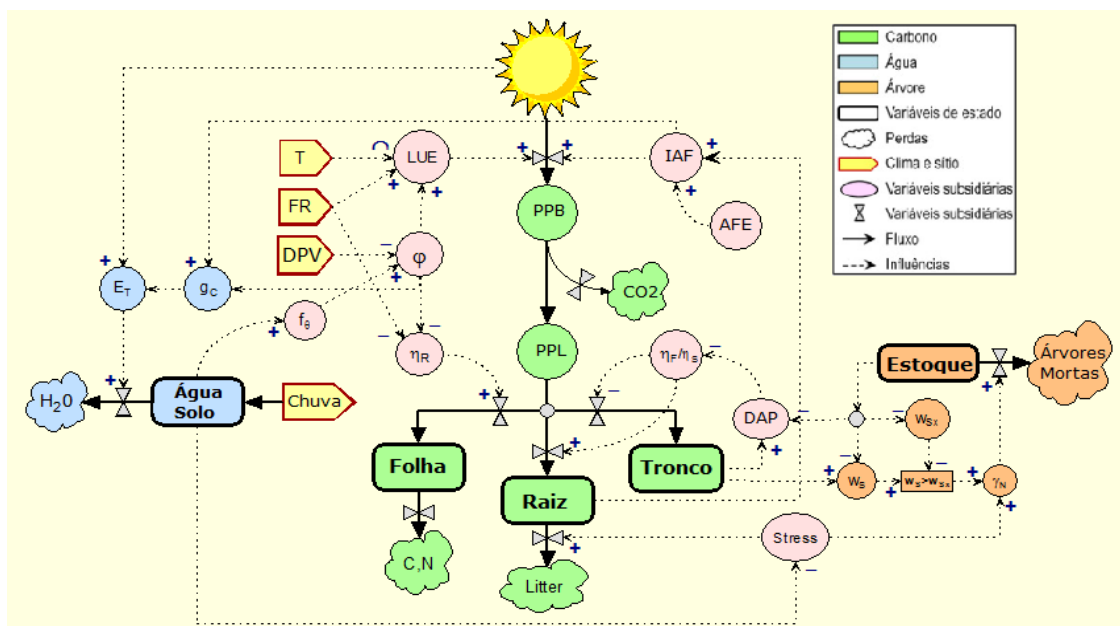 Carbono
Água
Árvore
Variáveis de estado
Perdas
Clima e sítio
Variáveis subsidiárias
Variáveis subsidiárias
Fluxo
Influências
T
LUE
IAF
FR
PPB
AFE
DPV
φ
E_T
g_C
CO2
f_θ
η_R
PPL
η_F/η_S
Estoque
Árvores
Mortas
H₂0
Água
Solo
Chuva
DAP
W_Sx
Folha
Tronco
W_S
w_S>w_Sx
γ_N
Raiz
Stress
C,N
Litter